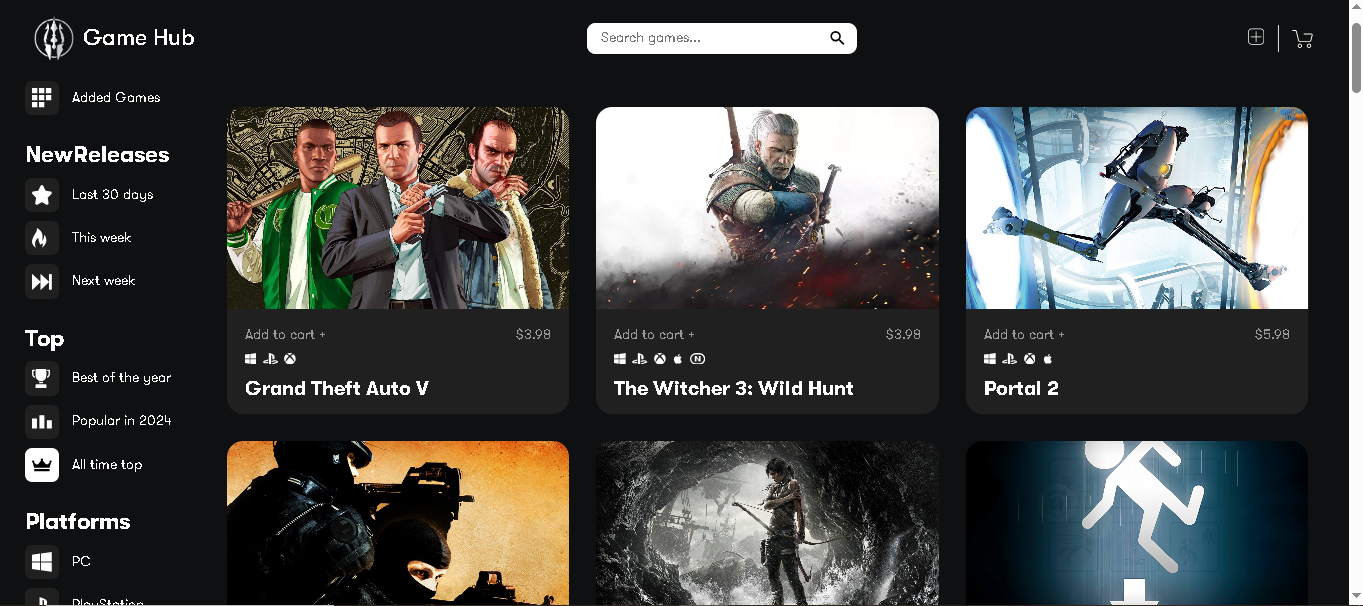 Game Hub
Search games...
Added Games
NewReleases
Last 30 days
This week
Next week
Top
Best of the year
Popular in 2024
All time top
Platforms
PC
PlayStation
Add to cart + $3.98
Grand Theft Auto V
Add to cart + $3.98
The Witcher 3: Wild Hunt
Add to cart + $5.98
Portal 2